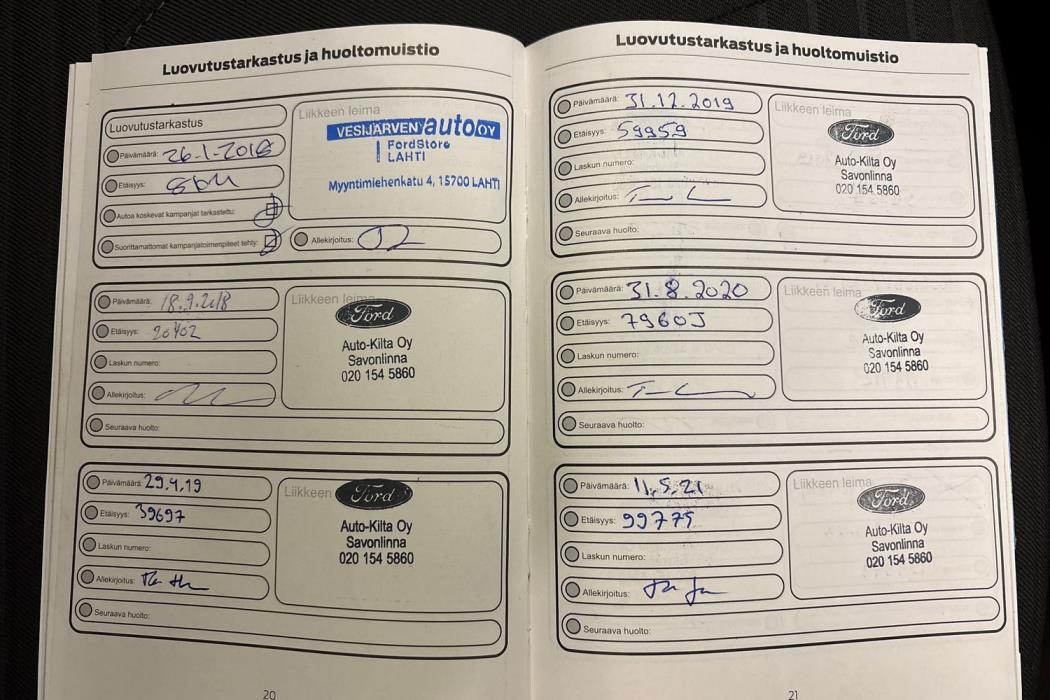 Luovutustarkastus ja huoltomuistio
Luovutustarkastus
Päivämäärä: 26.1.2018
Etäisyys:
Autoa koskevat kampanjat tarkastettu:
Suorittamattomat kampanjatoimenpiteet tehty:
Liikkeen leima
VESIJÄRVEN auto OY
FordStore
LAHTI
Myyntimiehenkatu 4, 15700 LAHTI
Allekirjoitus:
Päivämäärä: 18.9.2018
Etäisyys: 20402
Laskun numero:
Allekirjoitus:
Seuraava huolto:
Liikkeen leima
Ford
Auto-Kilta Oy
Savonlinna
020 154 5860
Päivämäärä: 29.4.19
Etäisyys: 39697
Laskun numero:
Allekirjoitus:
Seuraava huolto:
Liikkeen
Ford
Auto-Kilta Oy
Savonlinna
020 154 5860
20
Luovutustarkastus ja huoltomuistio
Päivämäärä: 31.12.2019
Etäisyys: 59959
Laskun numero:
Allekirjoitus:
Seuraava huolto:
Liikkeen leima
Ford
Auto-Kilta Oy
Savonlinna
020 154 5860
Päivämäärä: 31.8.2020
Etäisyys: 79605
Laskun numero:
Allekirjoitus:
Seuraava huolto:
Liikkeen leima
Ford
Auto-Kilta Oy
Savonlinna
020 154 5860
Päivämäärä: 11.5.21
Etäisyys: 99775
Laskun numero:
Allekirjoitus:
Seuraava huolto:
Liikkeen leima
Ford
Auto-Kilta Oy
Savonlinna
020 154 5860
21